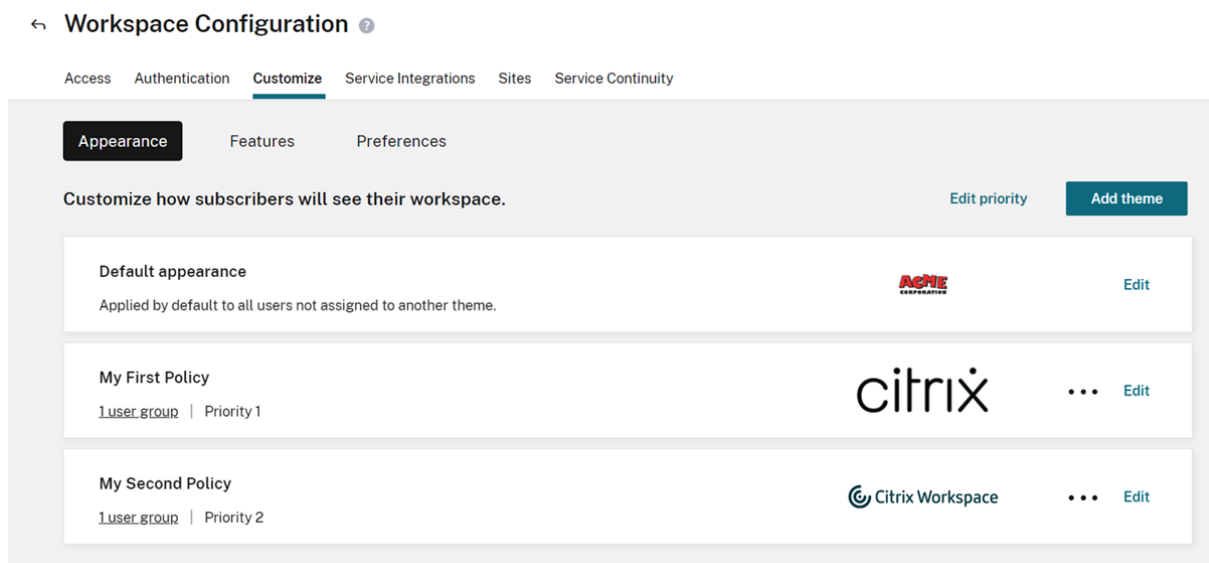 Workspace Configuration ?
Access Authentication Customize Service Integrations Sites Service Continuity
Appearance Features Preferences
Customize how subscribers will see their workspace. Edit priority Add theme
Default appearance
Applied by default to all users not assigned to another theme.
ACME
CORPORATION
Edit
My First Policy
1 user group | Priority 1
citrix
Edit
My Second Policy
1 user group | Priority 2
Citrix Workspace
Edit